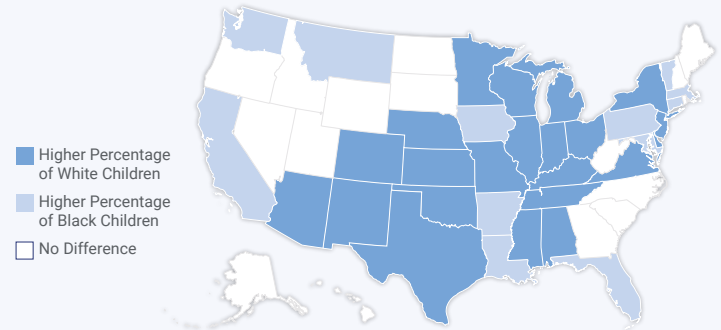 Higher Percentage
of White Children
Higher Percentage
of Black Children
No Difference